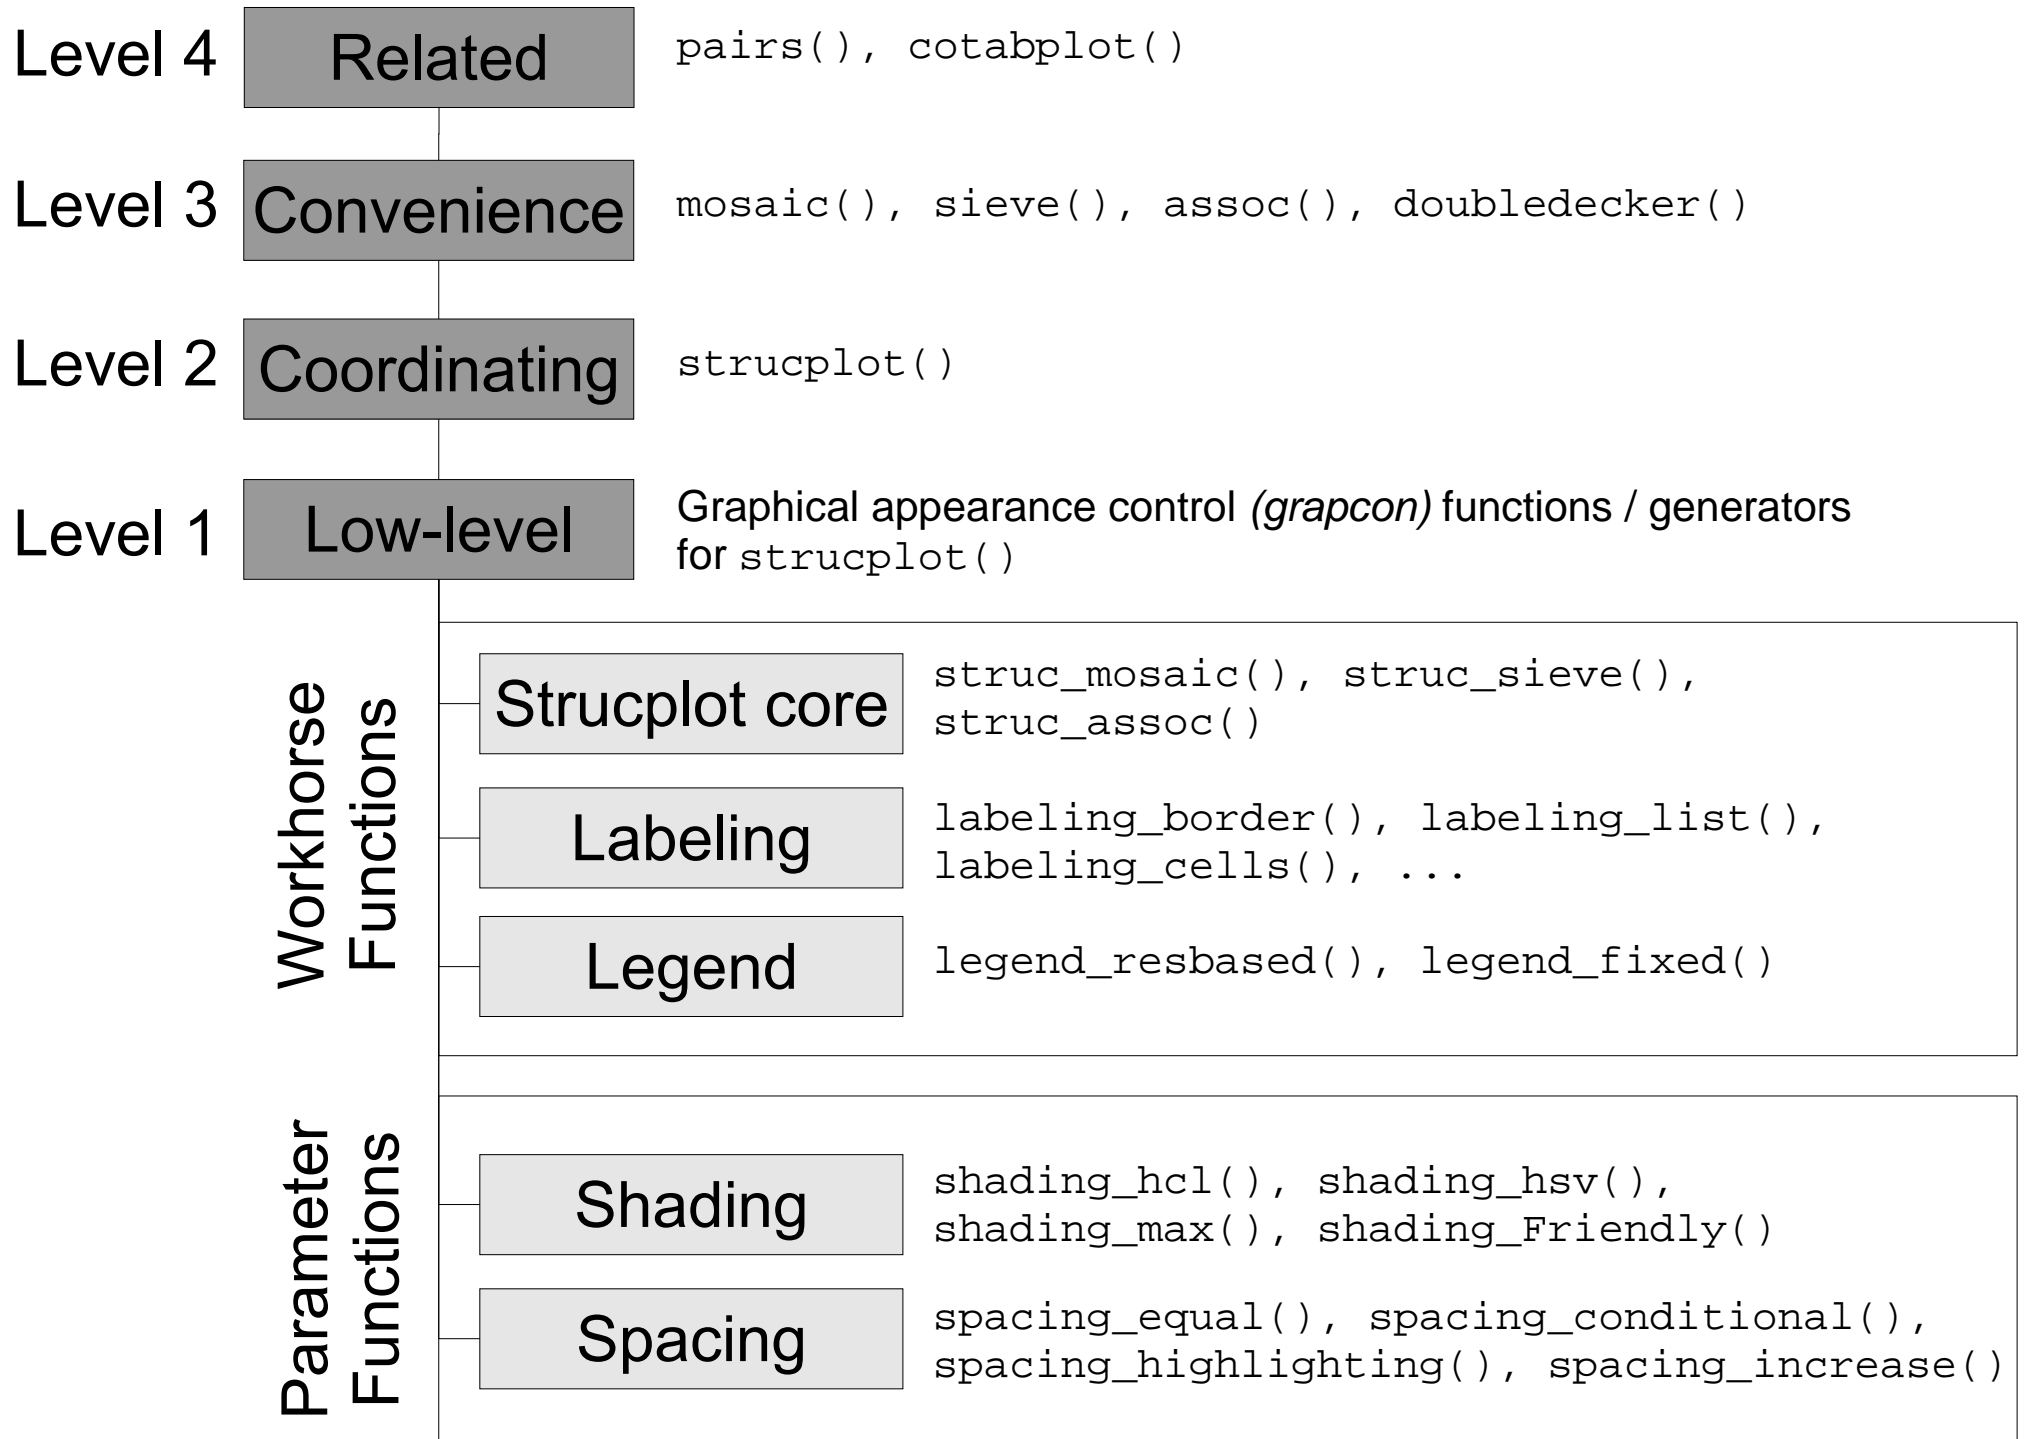 Level 4 Related pairs(), cotabplot()
Level 3 Convenience mosaic(), sieve(), assoc(), doubledecker()
Level 2 Coordinating strucplot()
Level 1 Low-level Graphical appearance control (grapcon) functions / generators
for strucplot()
Workhorse
Functions
Strucplot core struc_mosaic(), struc_sieve(),
struc_assoc()
Labeling labeling_border(), labeling_list(),
labeling_cells(), ...
Legend legend_resbased(), legend_fixed()
Parameter
Functions
Shading shading_hcl(), shading_hsv(),
shading_max(), shading_Friendly()
Spacing spacing_equal(), spacing_conditional(),
spacing_highlighting(), spacing_increase()